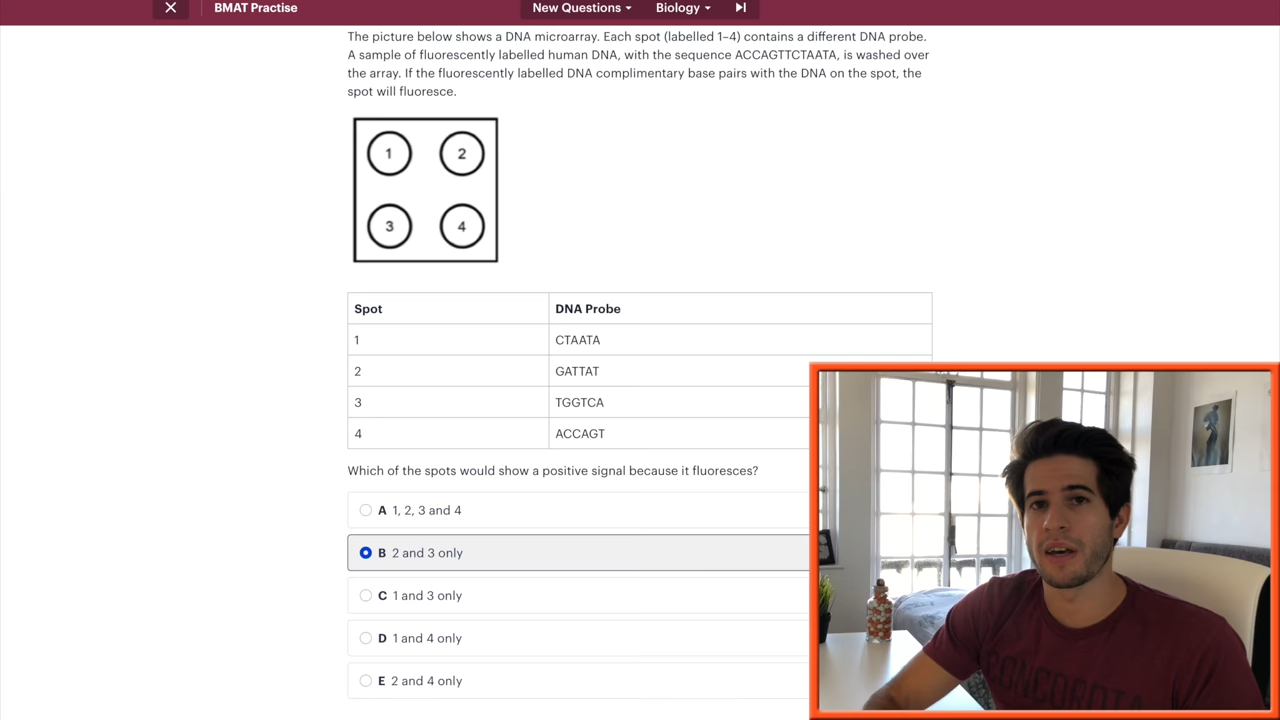 BMAT Practise
New Questions
Biology
The picture below shows a DNA microarray. Each spot (labelled 1–4) contains a different DNA probe.
A sample of fluorescently labelled human DNA, with the sequence ACCAGTTCTAATA, is washed over
the array. If the fluorescently labelled DNA complimentary base pairs with the DNA on the spot, the
spot will fluoresce.
1 2
3 4
Spot DNA Probe
1 CTAATA
2 GATTAT
3 TGGTCA
4 ACCAGT
Which of the spots would show a positive signal because it fluoresces?
A 1, 2, 3 and 4
B 2 and 3 only
C 1 and 3 only
D 1 and 4 only
E 2 and 4 only